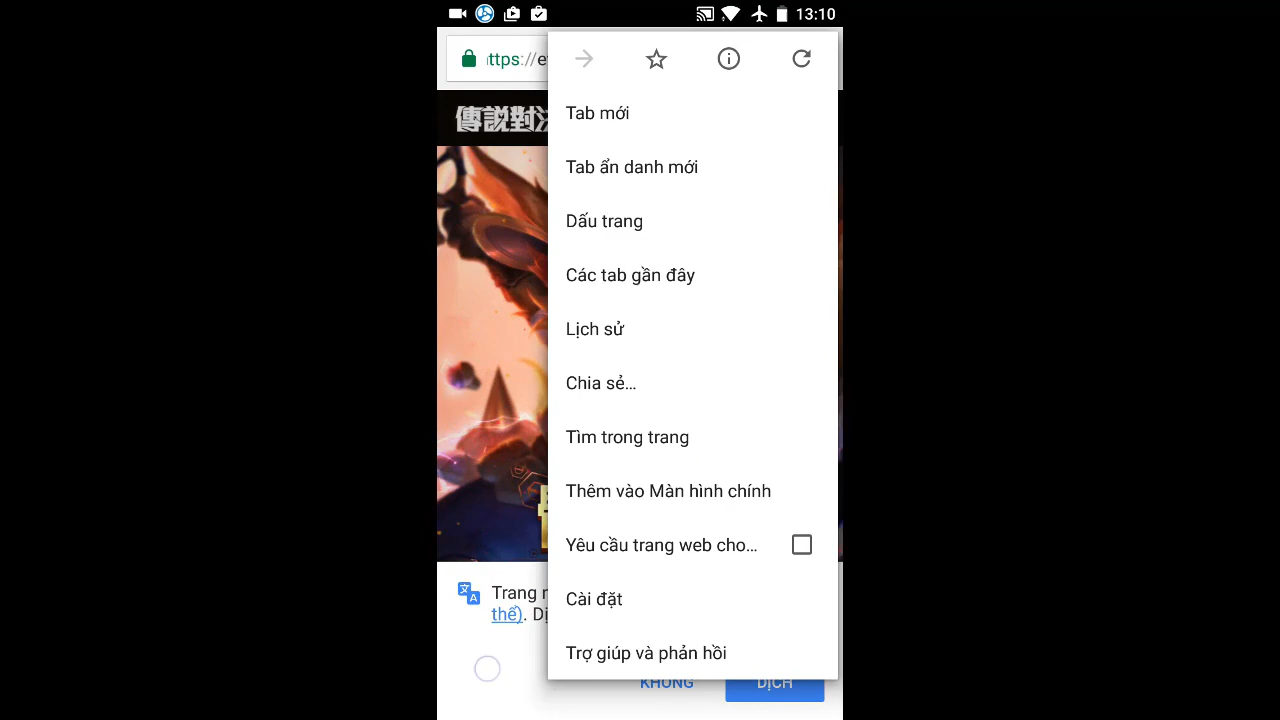 13:10
https://e
傳說對決
Tab mới
Tab ẩn danh mới
Dấu trang
Các tab gần đây
Lịch sử
Chia sẻ…
Tìm trong trang
Thêm vào Màn hình chính
Yêu cầu trang web cho…
Cài đặt
Trợ giúp và phản hồi
Trang
thể). Dị
KHÔNG
DỊCH